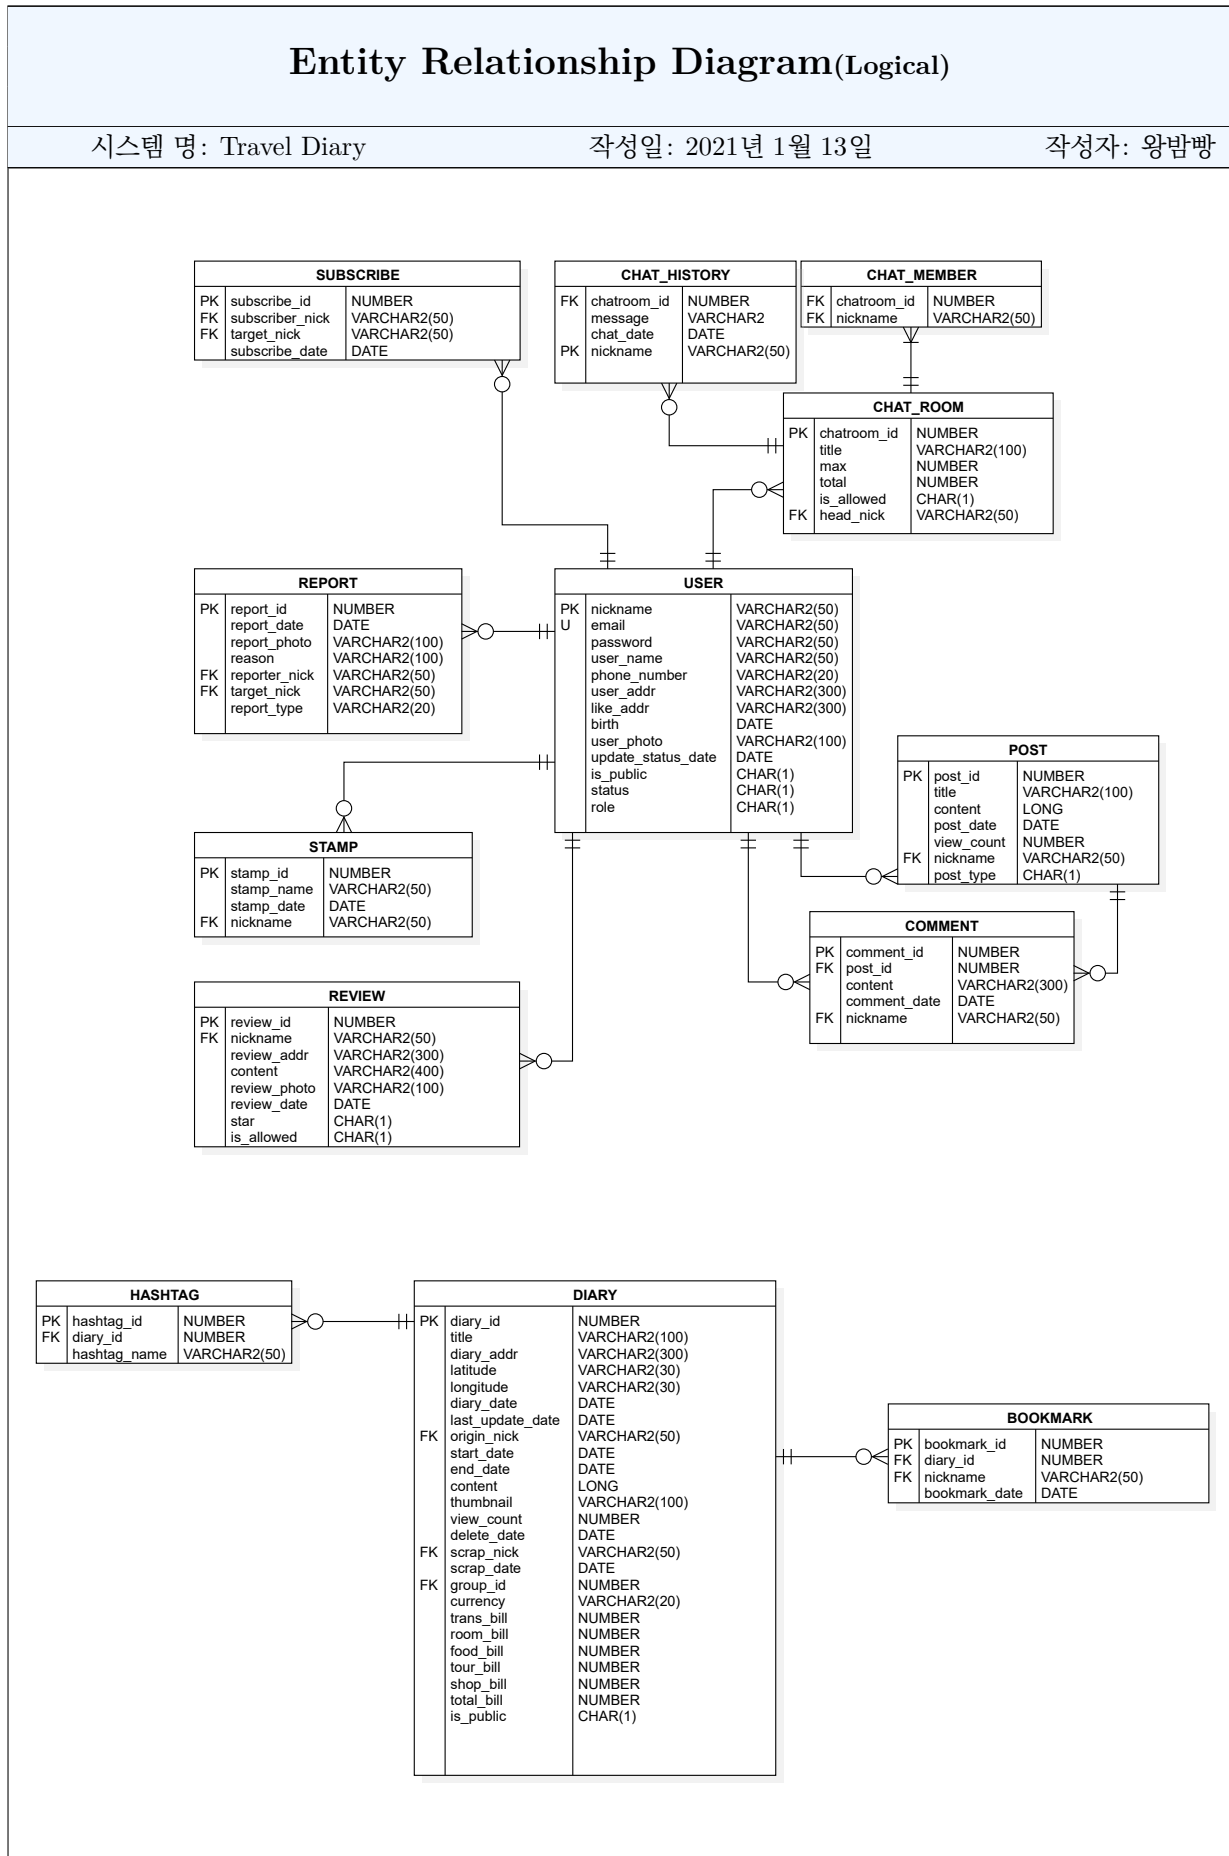 Entity Relationship Diagram(Logical)
시스템 명: Travel Diary 작성일: 2021년 1월 13일 작성자: 왕밤빵
SUBSCRIBE
PK subscribe_id NUMBER
FK subscriber_nick VARCHAR2(50)
FK target_nick VARCHAR2(50)
subscribe_date DATE
CHAT_HISTORY
FK chatroom_id NUMBER
message VARCHAR2
chat_date DATE
PK nickname VARCHAR2(50)
CHAT_MEMBER
FK chatroom_id NUMBER
FK nickname VARCHAR2(50)
CHAT_ROOM
PK chatroom_id NUMBER
title VARCHAR2(100)
max NUMBER
total NUMBER
is_allowed CHAR(1)
FK head_nick VARCHAR2(50)
REPORT
PK report_id NUMBER
report_date DATE
report_photo VARCHAR2(100)
reason VARCHAR2(100)
FK reporter_nick VARCHAR2(50)
FK target_nick VARCHAR2(50)
report_type VARCHAR2(20)
USER
PK nickname VARCHAR2(50)
U email VARCHAR2(50)
password VARCHAR2(50)
user_name VARCHAR2(50)
phone_number VARCHAR2(20)
user_addr VARCHAR2(300)
like_addr VARCHAR2(300)
birth DATE
user_photo VARCHAR2(100)
update_status_date DATE
is_public CHAR(1)
status CHAR(1)
role CHAR(1)
POST
PK post_id NUMBER
title VARCHAR2(100)
content LONG
post_date DATE
view_count NUMBER
FK nickname VARCHAR2(50)
post_type CHAR(1)
STAMP
PK stamp_id NUMBER
stamp_name VARCHAR2(50)
stamp_date DATE
FK nickname VARCHAR2(50)
COMMENT
PK comment_id NUMBER
FK post_id NUMBER
content VARCHAR2(300)
comment_date DATE
FK nickname VARCHAR2(50)
REVIEW
PK review_id NUMBER
FK nickname VARCHAR2(50)
review_addr VARCHAR2(300)
content VARCHAR2(400)
review_photo VARCHAR2(100)
review_date DATE
star CHAR(1)
is_allowed CHAR(1)
HASHTAG
PK hashtag_id NUMBER
FK diary_id NUMBER
hashtag_name VARCHAR2(50)
DIARY
PK diary_id NUMBER
title VARCHAR2(100)
diary_addr VARCHAR2(300)
latitude VARCHAR2(30)
longitude VARCHAR2(30)
diary_date DATE
last_update_date DATE
FK origin_nick VARCHAR2(50)
start_date DATE
end_date DATE
content LONG
thumbnail VARCHAR2(100)
view_count NUMBER
delete_date DATE
FK scrap_nick VARCHAR2(50)
scrap_date DATE
FK group_id NUMBER
currency VARCHAR2(20)
trans_bill NUMBER
room_bill NUMBER
food_bill NUMBER
tour_bill NUMBER
shop_bill NUMBER
total_bill NUMBER
is_public CHAR(1)
BOOKMARK
PK bookmark_id NUMBER
FK diary_id NUMBER
FK nickname VARCHAR2(50)
bookmark_date DATE